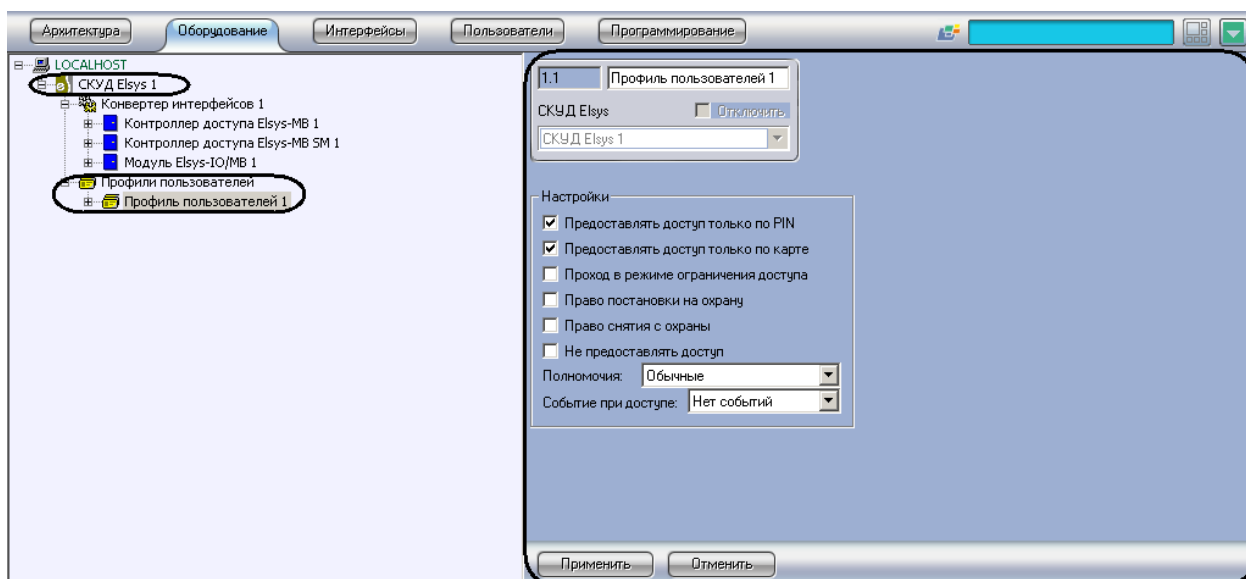 Архитектура
Оборудование
Интерфейсы
Пользователи
Программирование
LOCALHOST
СКУД Elsys 1
Конвертер интерфейсов 1
Контроллер доступа Elsys-MB 1
Контроллер доступа Elsys-MB SM 1
Модуль Elsys-IO/MB 1
Профили пользователей
Профиль пользователей 1
1.1
Профиль пользователей 1
СКУД Elsys
Отключить
СКУД Elsys 1
Настройки
Предоставлять доступ только по PIN
Предоставлять доступ только по карте
Проход в режиме ограничения доступа
Право постановки на охрану
Право снятия с охраны
Не предоставлять доступ
Полномочия: Обычные
Событие при доступе: Нет событий
Применить
Отменить